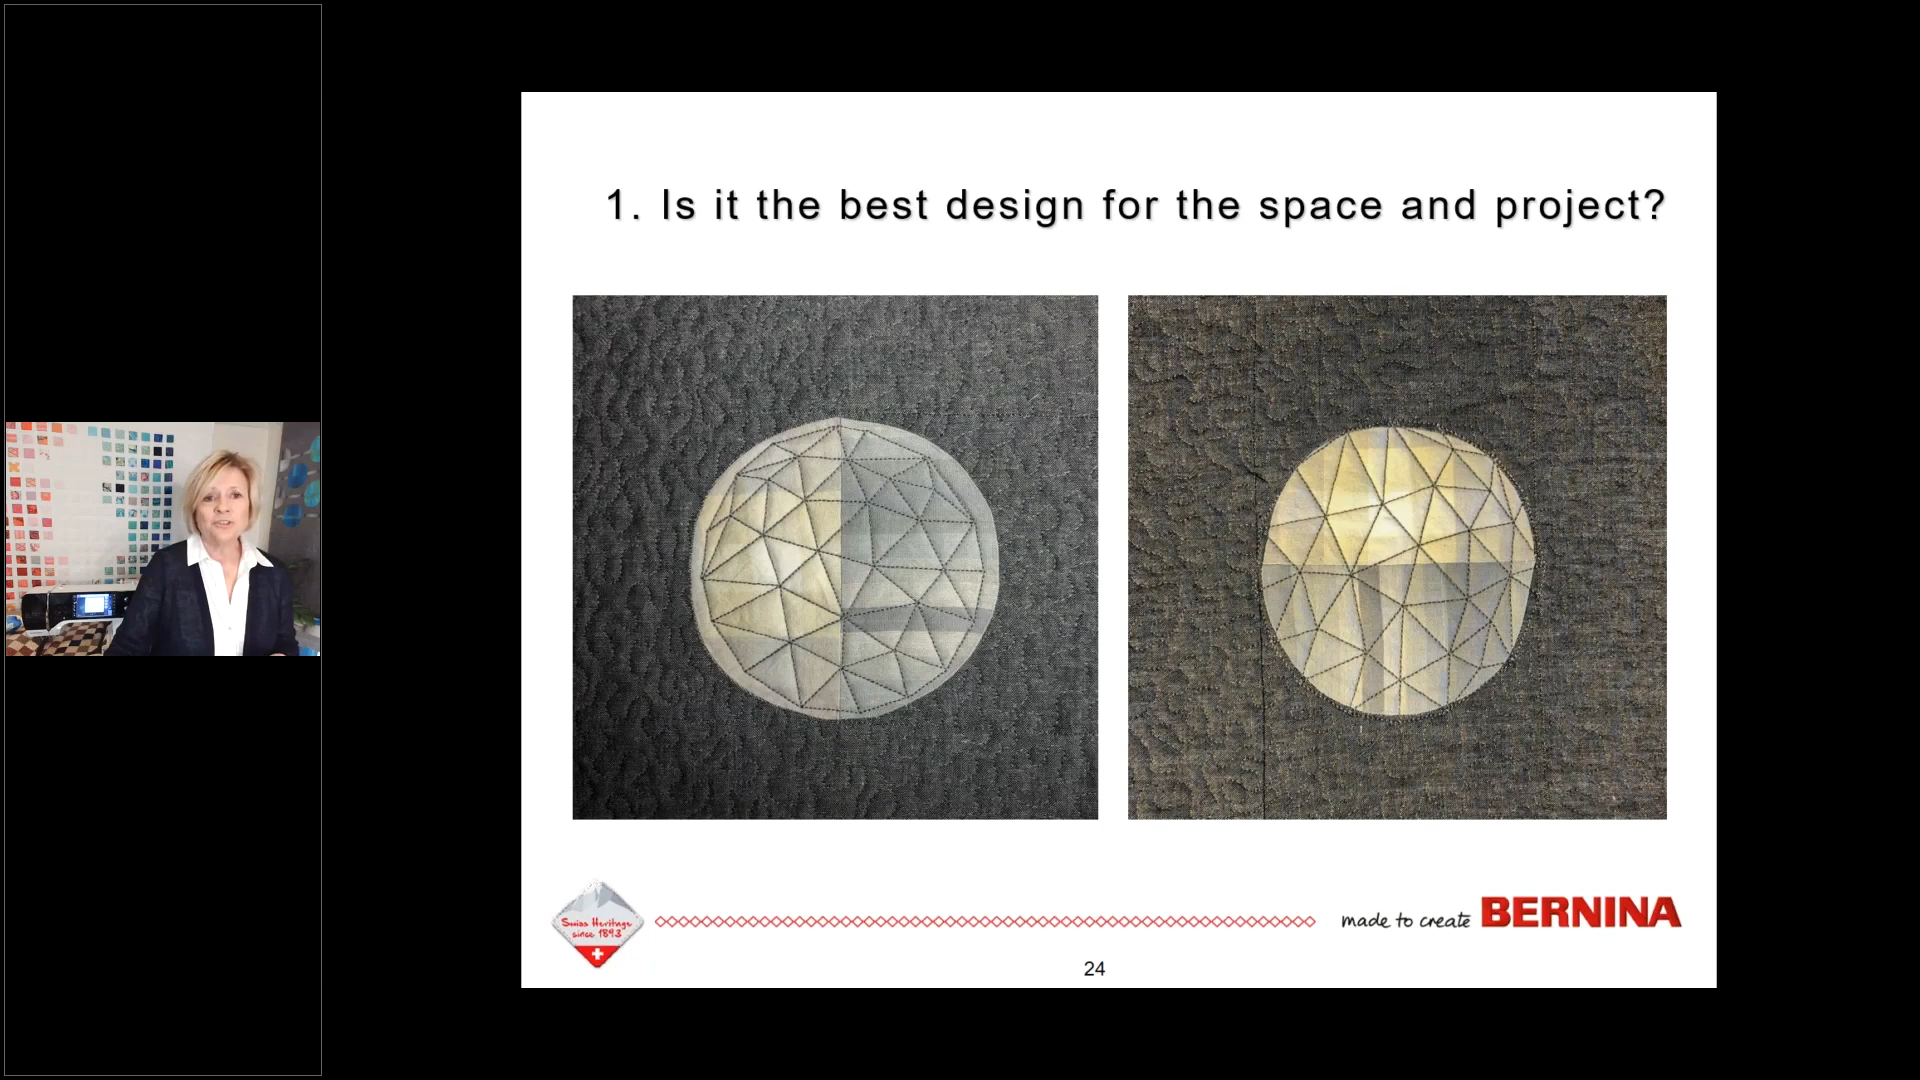 1. Is it the best design for the space and project?
Swiss Heritage
since 1893
made to create BERNINA
24